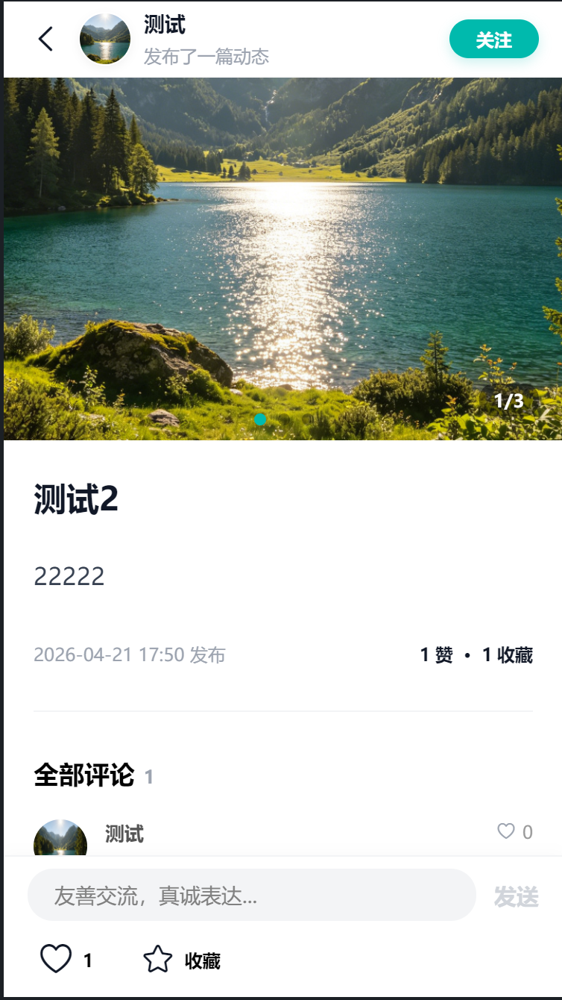 测试
发布了一篇动态
关注
1/3
测试2
22222
2026-04-21 17:50 发布
1 赞 • 1 收藏
全部评论 1
测试
0
友善交流，真诚表达...
发送
1
收藏